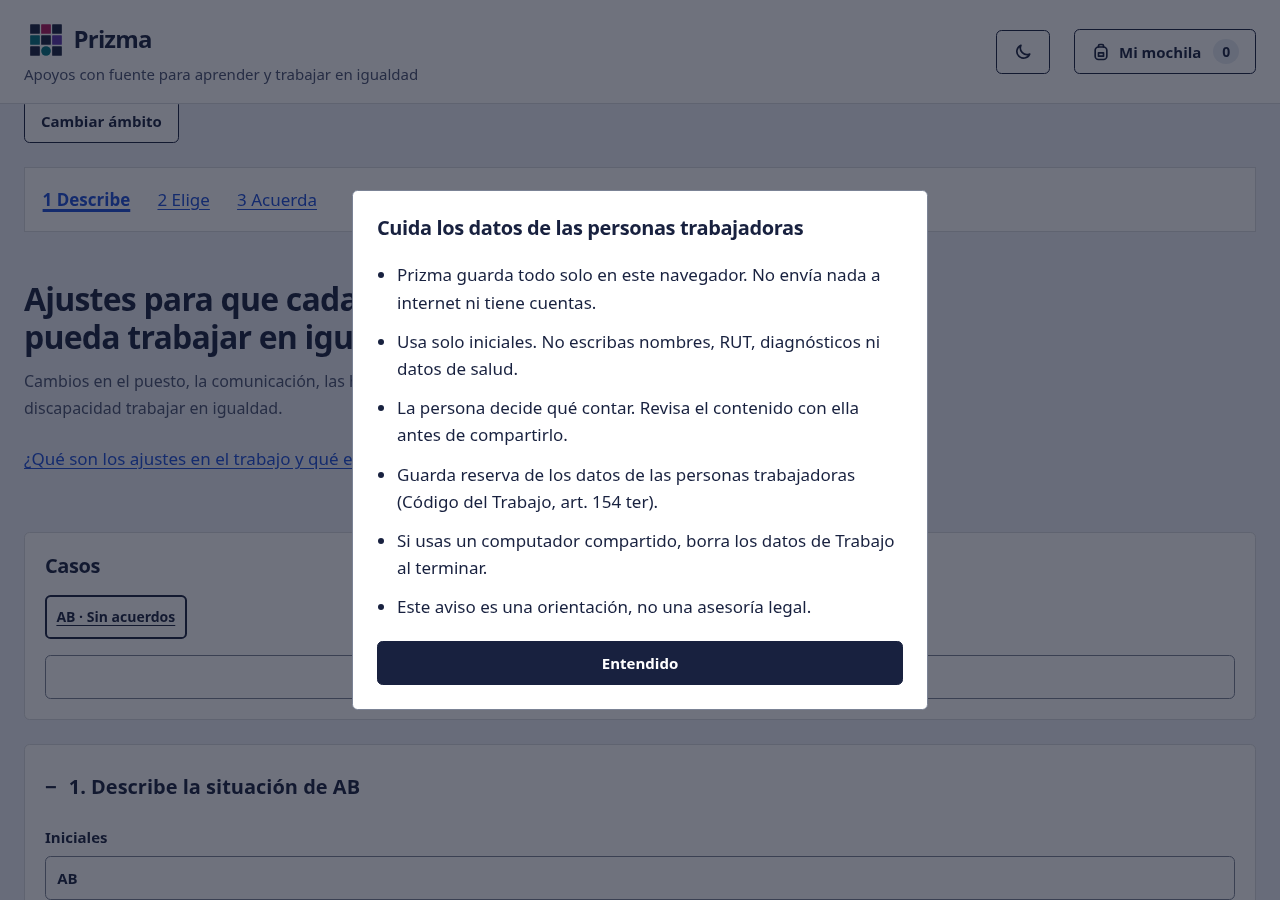 Prizma
Apoyos con fuente para aprender y trabajar en igualdad
Mi mochila 0
Cambiar ámbito
1 Describe 2 Elige 3 Acuerda
Cuida los datos de las personas trabajadoras
Prizma guarda todo solo en este navegador. No envía nada a
internet ni tiene cuentas.
Usa solo iniciales. No escribas nombres, RUT, diagnósticos ni
datos de salud.
La persona decide qué contar. Revisa el contenido con ella
antes de compartirlo.
Guarda reserva de los datos de las personas trabajadoras
(Código del Trabajo, art. 154 ter).
Si usas un computador compartido, borra los datos de Trabajo
al terminar.
Este aviso es una orientación, no una asesoría legal.
Entendido
Ajustes para que cada
pueda trabajar en
Cambios en el puesto, la comunicación, las
discapacidad trabajar en igualdad.
¿Qué son los ajustes en el trabajo y qué
Casos
AB · Sin acuerdos
− 1. Describe la situación de AB
Iniciales
AB